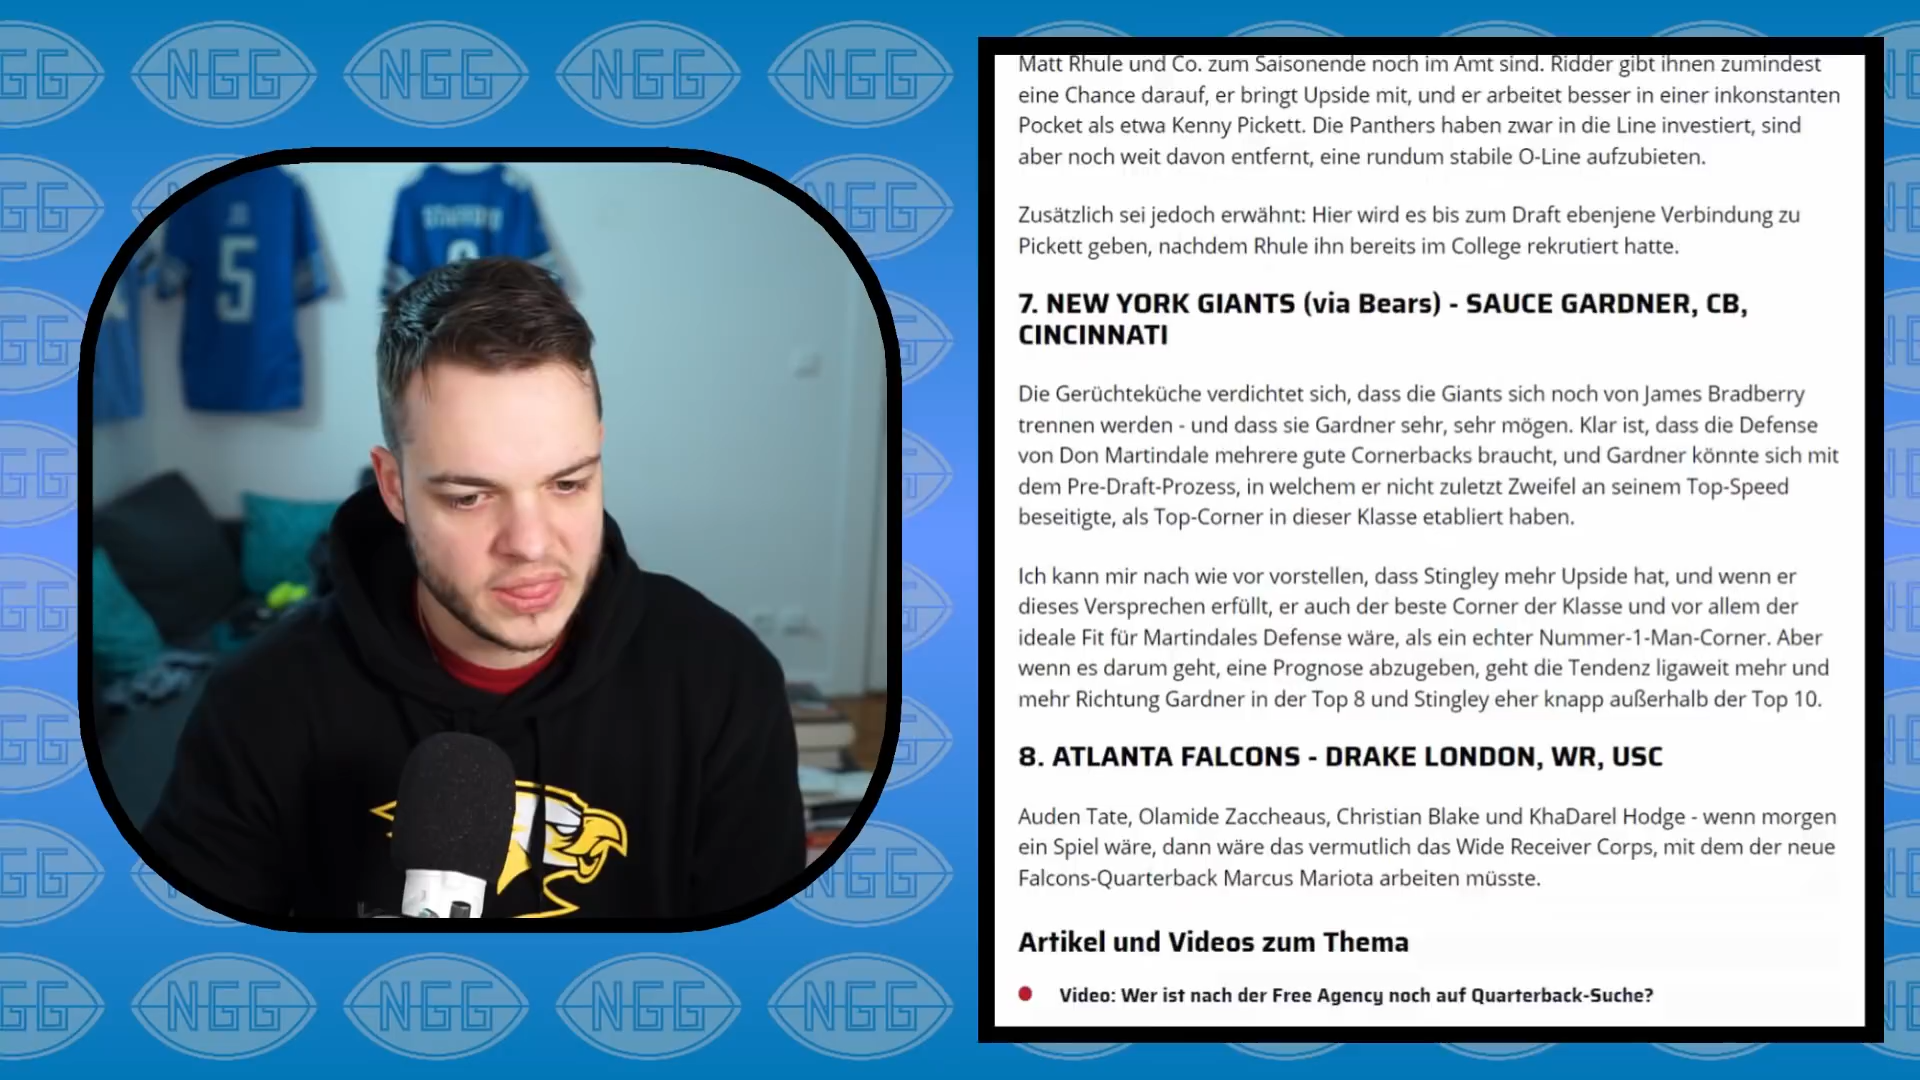 NGG NGG NGG NGG
Matt Rhule und Co. zum Saisonende noch im Amt sind. Ridder gibt ihnen zumindest
eine Chance darauf, er bringt Upside mit, und er arbeitet besser in einer inkonstanten
Pocket als etwa Kenny Pickett. Die Panthers haben zwar in die Line investiert, sind
aber noch weit davon entfernt, eine rundum stabile O-Line aufzubieten.
Zusätzlich sei jedoch erwähnt: Hier wird es bis zum Draft ebenjene Verbindung zu
Pickett geben, nachdem Rhule ihn bereits im College rekrutiert hatte.
7. NEW YORK GIANTS (via Bears) - SAUCE GARDNER, CB,
CINCINNATI
Die Gerüchteküche verdichtet sich, dass die Giants sich noch von James Bradberry
trennen werden - und dass sie Gardner sehr, sehr mögen. Klar ist, dass die Defense
von Don Martindale mehrere gute Cornerbacks braucht, und Gardner könnte sich mit
dem Pre-Draft-Prozess, in welchem er nicht zuletzt Zweifel an seinem Top-Speed
beseitigte, als Top-Corner in dieser Klasse etabliert haben.
Ich kann mir nach wie vor vorstellen, dass Stingley mehr Upside hat, und wenn er
dieses Versprechen erfüllt, er auch der beste Corner der Klasse und vor allem der
ideale Fit für Martindales Defense wäre, als ein echter Nummer-1-Man-Corner. Aber
wenn es darum geht, eine Prognose abzugeben, geht die Tendenz ligaweit mehr und
mehr Richtung Gardner in der Top 8 und Stingley eher knapp außerhalb der Top 10.
8. ATLANTA FALCONS - DRAKE LONDON, WR, USC
Auden Tate, Olamide Zaccheaus, Christian Blake und KhaDarel Hodge - wenn morgen
ein Spiel wäre, dann wäre das vermutlich das Wide Receiver Corps, mit dem der neue
Falcons-Quarterback Marcus Mariota arbeiten müsste.
Artikel und Videos zum Thema
Video: Wer ist nach der Free Agency noch auf Quarterback-Suche?
5
NGG NGG NGG NGG